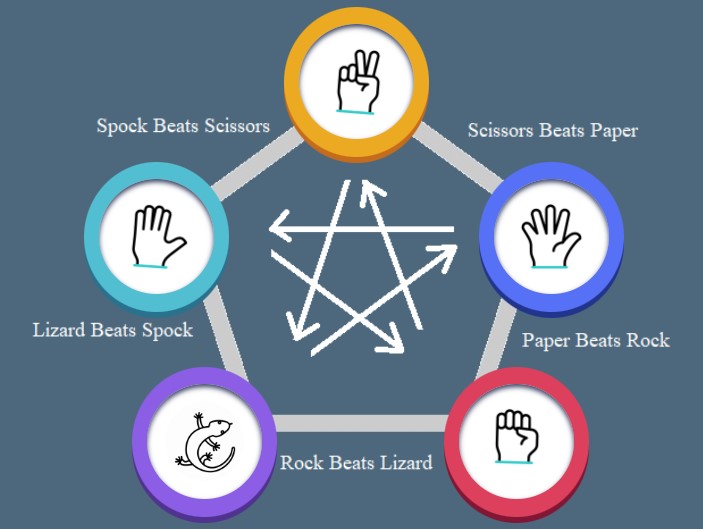 Spock Beats Scissors
Scissors Beats Paper
Lizard Beats Spock
Paper Beats Rock
Rock Beats Lizard